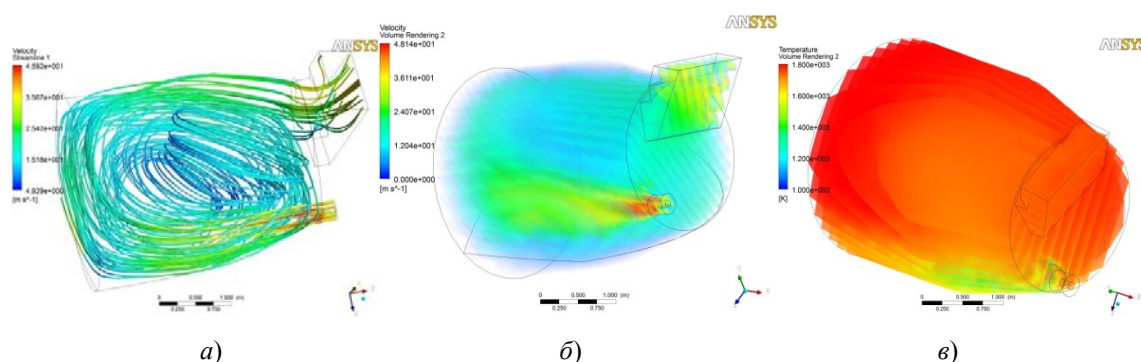 ANSYS
Velocity
Streamline 1
4.592e+001
3.567e+001
2.542e+001
1.518e+001
4.929e+000
[m s^-1]
0 0.500 1.000 (m)
0.250 0.750
а)
ANSYS
Velocity
Volume Rendering 2
4.814e+001
3.611e+001
2.407e+001
1.204e+001
0.000e+000
[m s^-1]
0 0.500 1.000 (m)
0.250 0.750
б)
ANSYS
Temperature
Volume Rendering 2
1.800e+003
1.600e+003
1.400e+003
1.200e+003
1.000e+003
[K]
0 0.500 1.000 (m)
0.250 0.750
в)